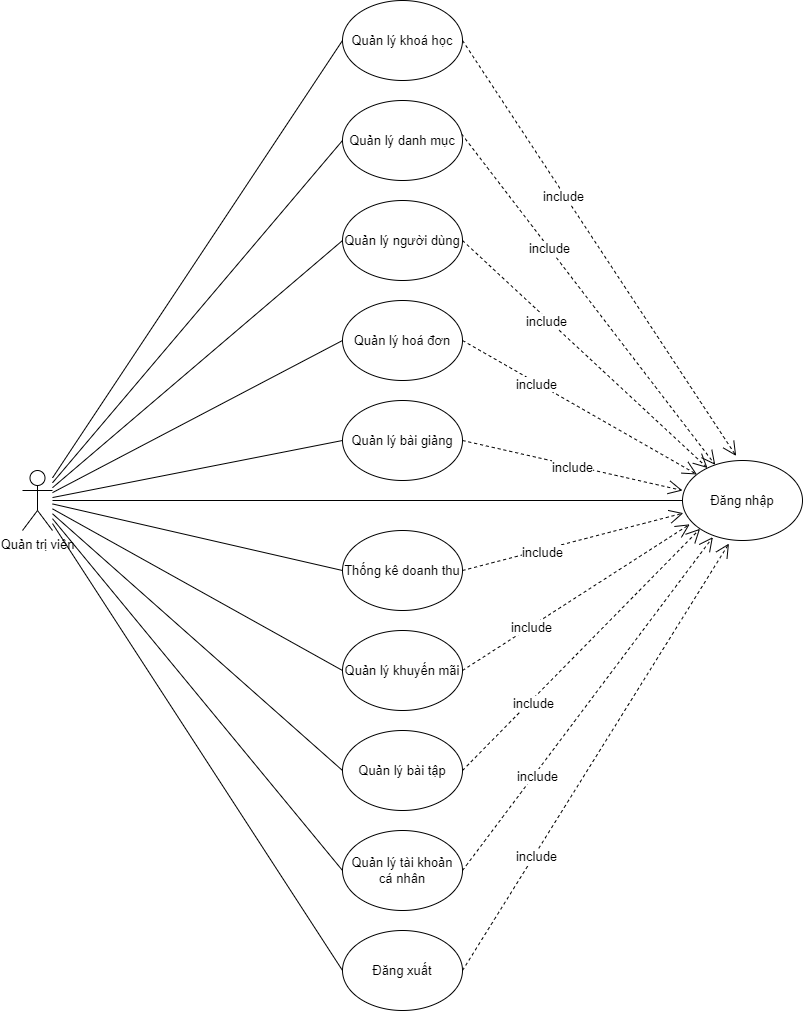 Quản lý khoá học
include
Quản lý danh mục
include
Quản lý người dùng
include
Quản lý hoá đơn
include
Quản lý bài giảng
include
Quản trị viên
Đăng nhập
Thống kê doanh thu
include
Quản lý khuyến mãi
include
Quản lý bài tập
include
Quản lý tài khoản
cá nhân
include
Đăng xuất
include